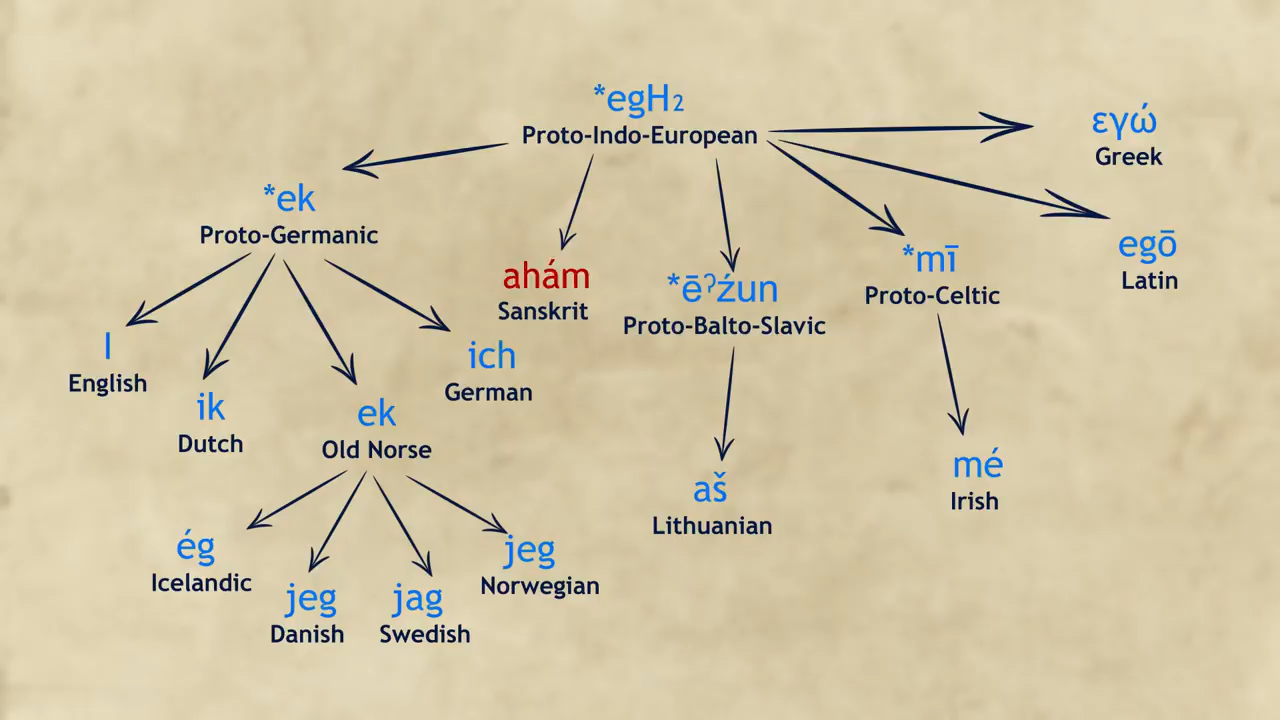 *egH₂
Proto-Indo-European
εγώ
Greek
*ek
Proto-Germanic
egō
Latin
*mī
Proto-Celtic
ahám
Sanskrit
*ēˀźun
Proto-Balto-Slavic
I
English
ich
German
ik
Dutch
ek
Old Norse
mé
Irish
aš
Lithuanian
ég
Icelandic
jeg
Norwegian
jeg
Danish
jag
Swedish